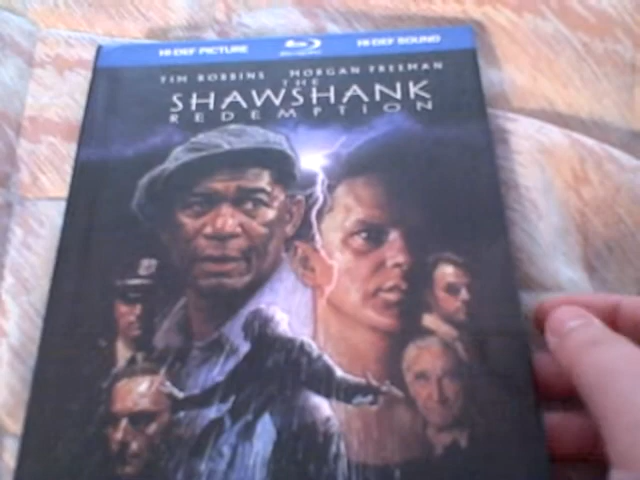 HI-DEF PICTURE HI-DEF SOUND
TIM ROBBINS MORGAN FREEMAN
THE
SHAWSHANK
REDEMPTION